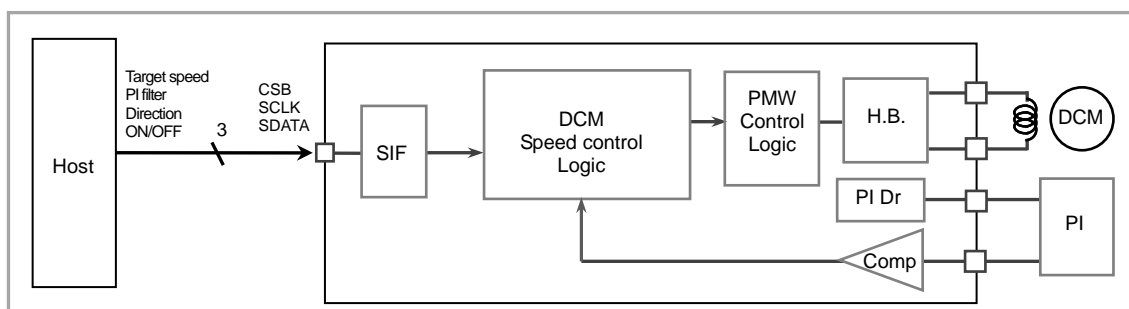 Host
Target speed
PI filter
Direction
ON/OFF
3
CSB
SCLK
SDATA
SIF
DCM
Speed control
Logic
PMW
Control
Logic
H.B.
DCM
PI Dr
PI
Comp